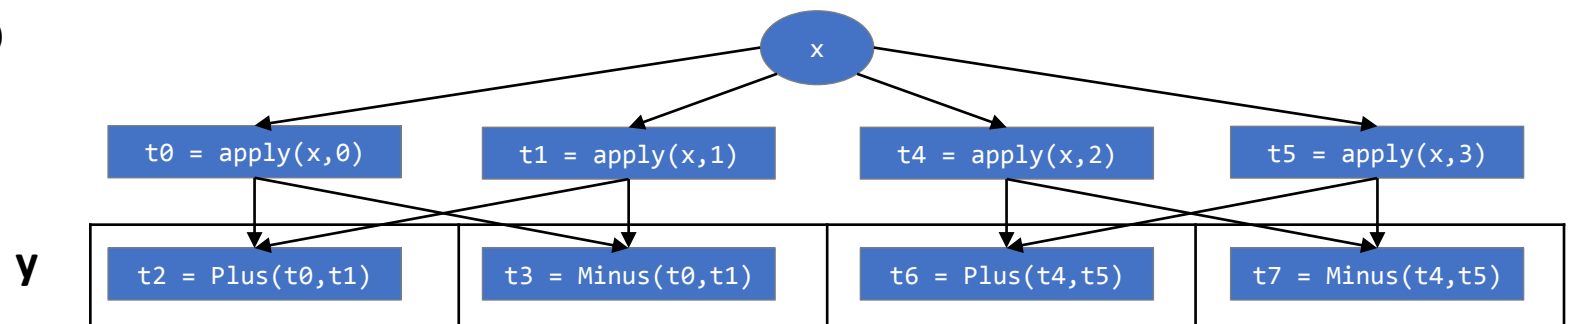 )
x
t0 = apply(x,0) t1 = apply(x,1) t4 = apply(x,2) t5 = apply(x,3)
y t2 = Plus(t0,t1) t3 = Minus(t0,t1) t6 = Plus(t4,t5) t7 = Minus(t4,t5)